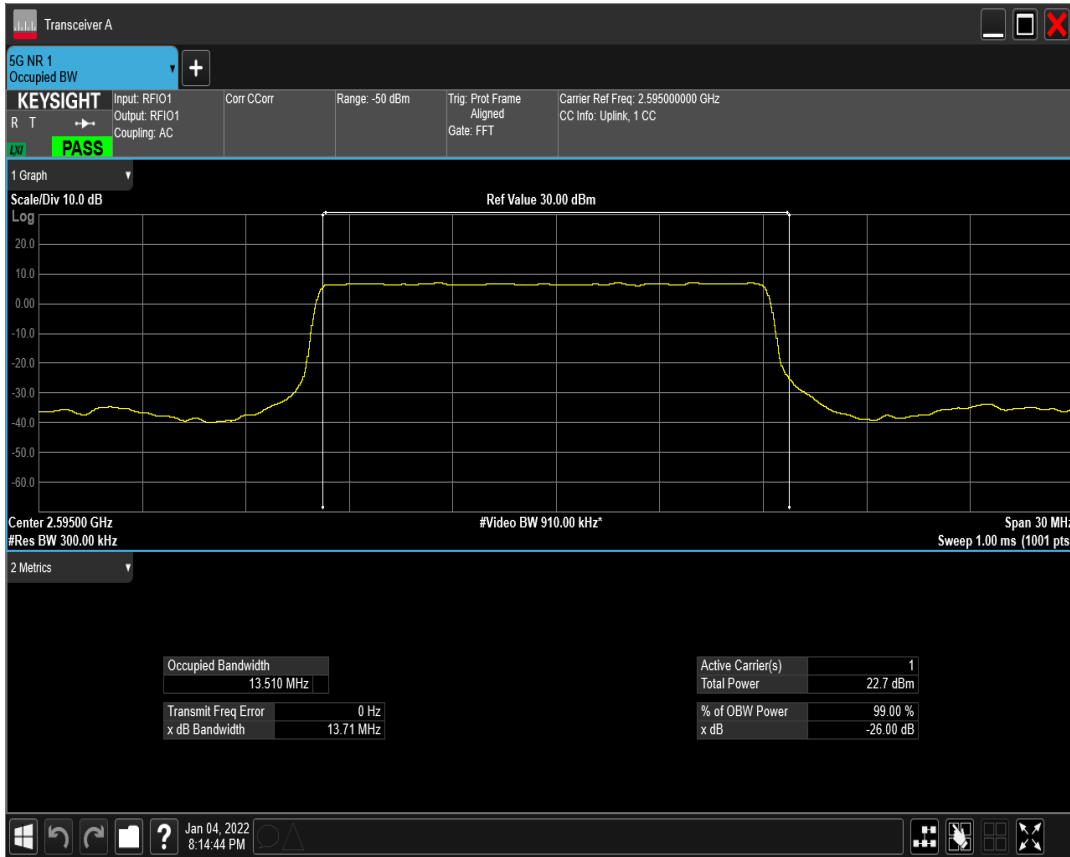 Transceiver A
5G NR 1
Occupied BW
KEYSIGHT
R T
LXI
PASS
Input: RFIO1
Output: RFIO1
Coupling: AC
Corr CCorr
Range: -50 dBm
Trig: Prot Frame
Aligned
Gate: FFT
Carrier Ref Freq: 2.595000000 GHz
CC Info: Uplink, 1 CC
1 Graph
Scale/Div 10.0 dB
Ref Value 30.00 dBm
Log
20.0
10.0
0.00
-10.0
-20.0
-30.0
-40.0
-50.0
-60.0
Center 2.59500 GHz
#Video BW 910.00 kHz*
Span 30 MHz
#Res BW 300.00 kHz
Sweep 1.00 ms (1001 pts
2 Metrics
Occupied Bandwidth
13.510 MHz
Transmit Freq Error 0 Hz
x dB Bandwidth 13.71 MHz
Active Carrier(s) 1
Total Power 22.7 dBm
% of OBW Power 99.00 %
x dB -26.00 dB
?
Jan 04, 2022
8:14:44 PM